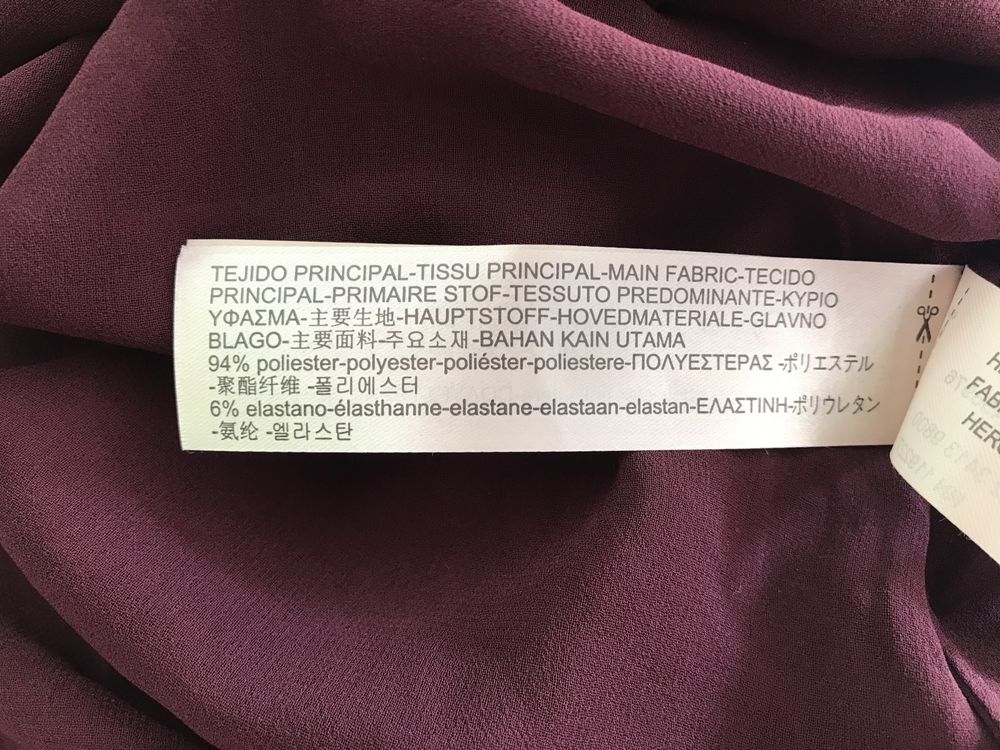 TEJIDO PRINCIPAL-TISSU PRINCIPAL-MAIN FABRIC-TECIDO
PRINCIPAL-PRIMAIRE STOF-TESSUTO PREDOMINANTE-ΚΥΡΙΟ
ΥΦΑΣΜΑ-主要生地-HAUPTSTOFF-HOVEDMATERIALE-GLAVNO
BLAGO-主要面料-주요소재-BAHAN KAIN UTAMA
94% poliester-polyester-poliéster-poliestere-ΠΟΛΥΕΣΤΕΡΑΣ -ポリエステル
-聚酯纤维 -폴리에스터
6% elastano-élasthanne-elastane-elastaan-elastan-ΕΛΑΣΤΙΝΗ-ポリウレタン
-氨纶 -엘라스탄